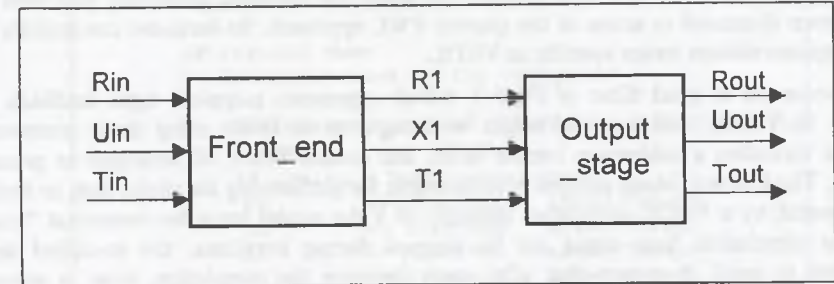 Rin
Uin
Tin
Front_end
R1
X1
T1
Output
_stage
Rout
Uout
Tout